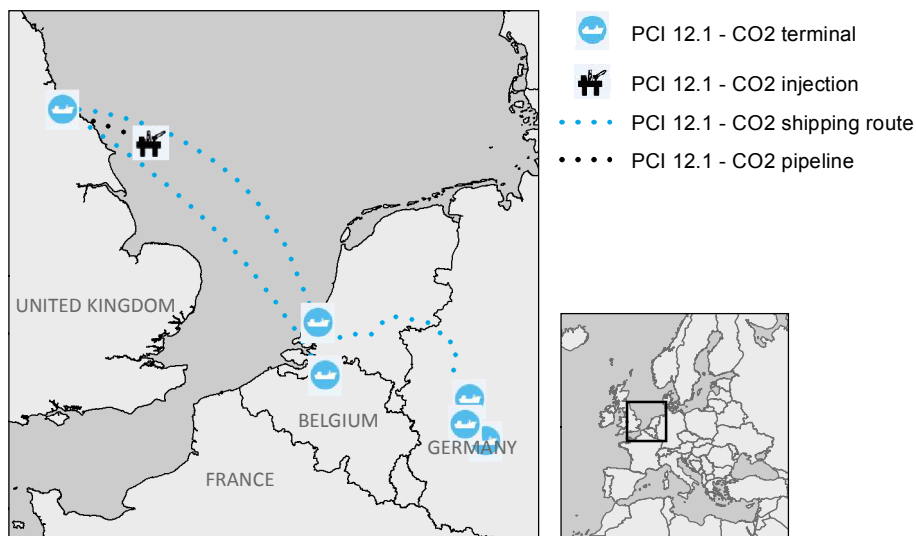 PCI 12.1 - CO2 terminal
PCI 12.1 - CO2 injection
PCI 12.1 - CO2 shipping route
PCI 12.1 - CO2 pipeline
UNITED KINGDOM
BELGIUM
GERMANY
FRANCE